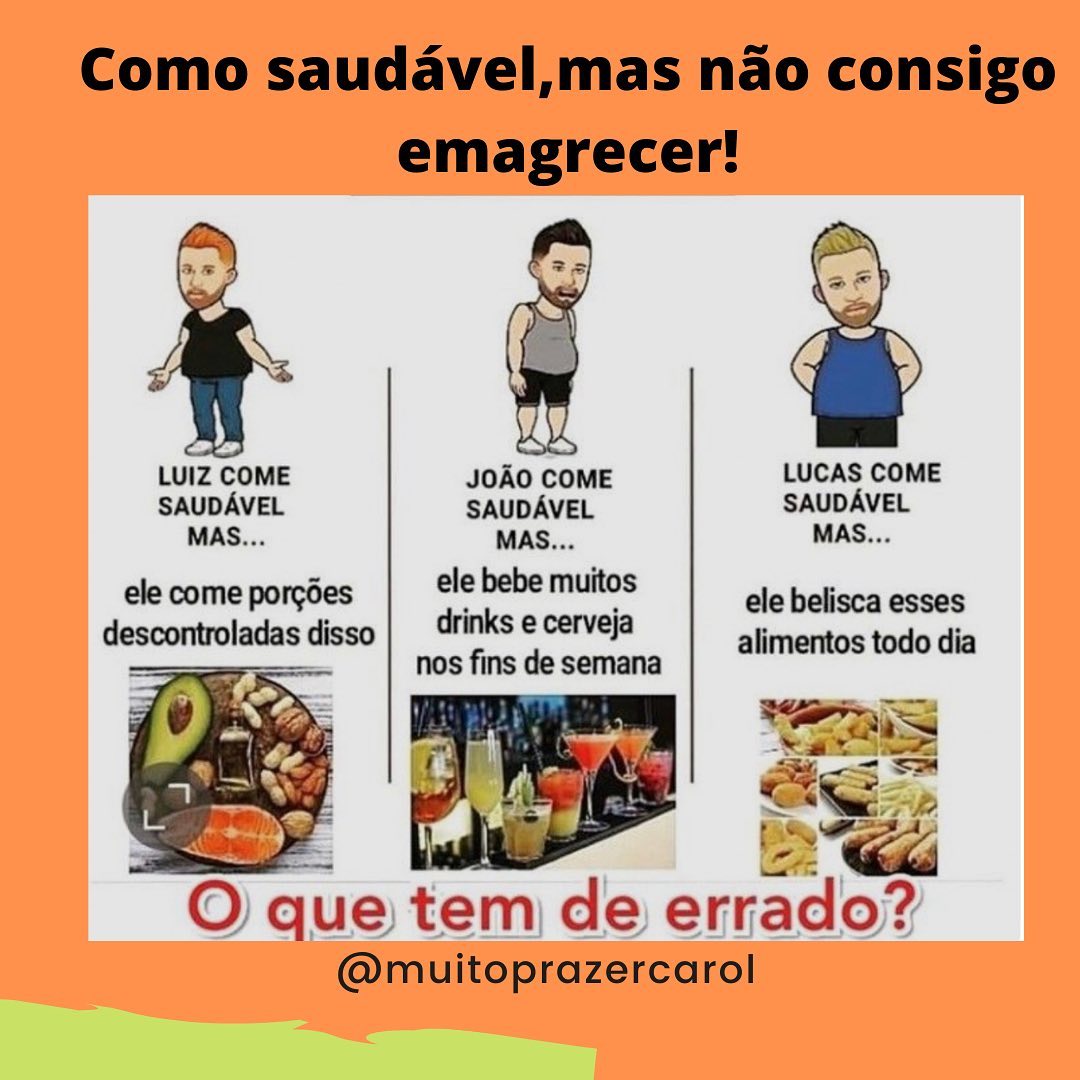 Como saudável,mas não consigo
emagrecer!
LUIZ COME
SAUDÁVEL
MAS...
ele come porções
descontroladas disso
JOÃO COME
SAUDÁVEL
MAS...
ele bebe muitos
drinks e cerveja
nos fins de semana
LUCAS COME
SAUDÁVEL
MAS...
ele belisca esses
alimentos todo dia
O que tem de errado?
@muitoprazercarol